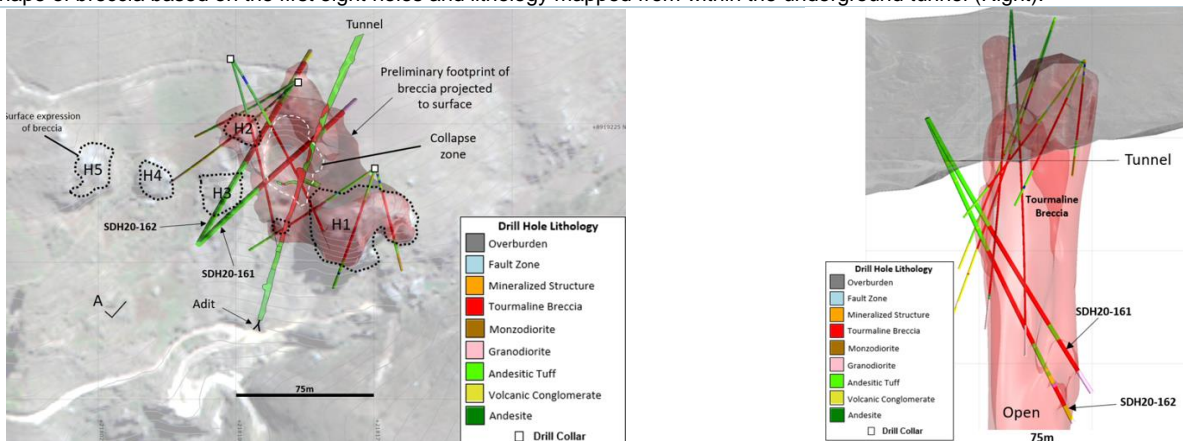 shape of breccia based on the first eight holes and lithology mapped from within the underground tunnel (Right).
Tunnel
Preliminary footprint of
breccia projected
to surface
Surface expression
of breccia
H2
Collapse
zone
H5
H4
H3
H1
SDH20-162
SDH20-161
A
Adit
75m
Drill Hole Lithology
Overburden
Fault Zone
Mineralized Structure
Tourmaline Breccia
Monzodiorite
Granodiorite
Andesitic Tuff
Volcanic Conglomerate
Andesite
Drill Collar
Tunnel
Tourmaline
Breccia
Drill Hole Lithology
Overburden
Fault Zone
Mineralized Structure
Tourmaline Breccia
Monzodiorite
Granodiorite
Andesitic Tuff
Volcanic Conglomerate
Andesite
Drill Collar
SDH20-161
SDH20-162
Open
75m